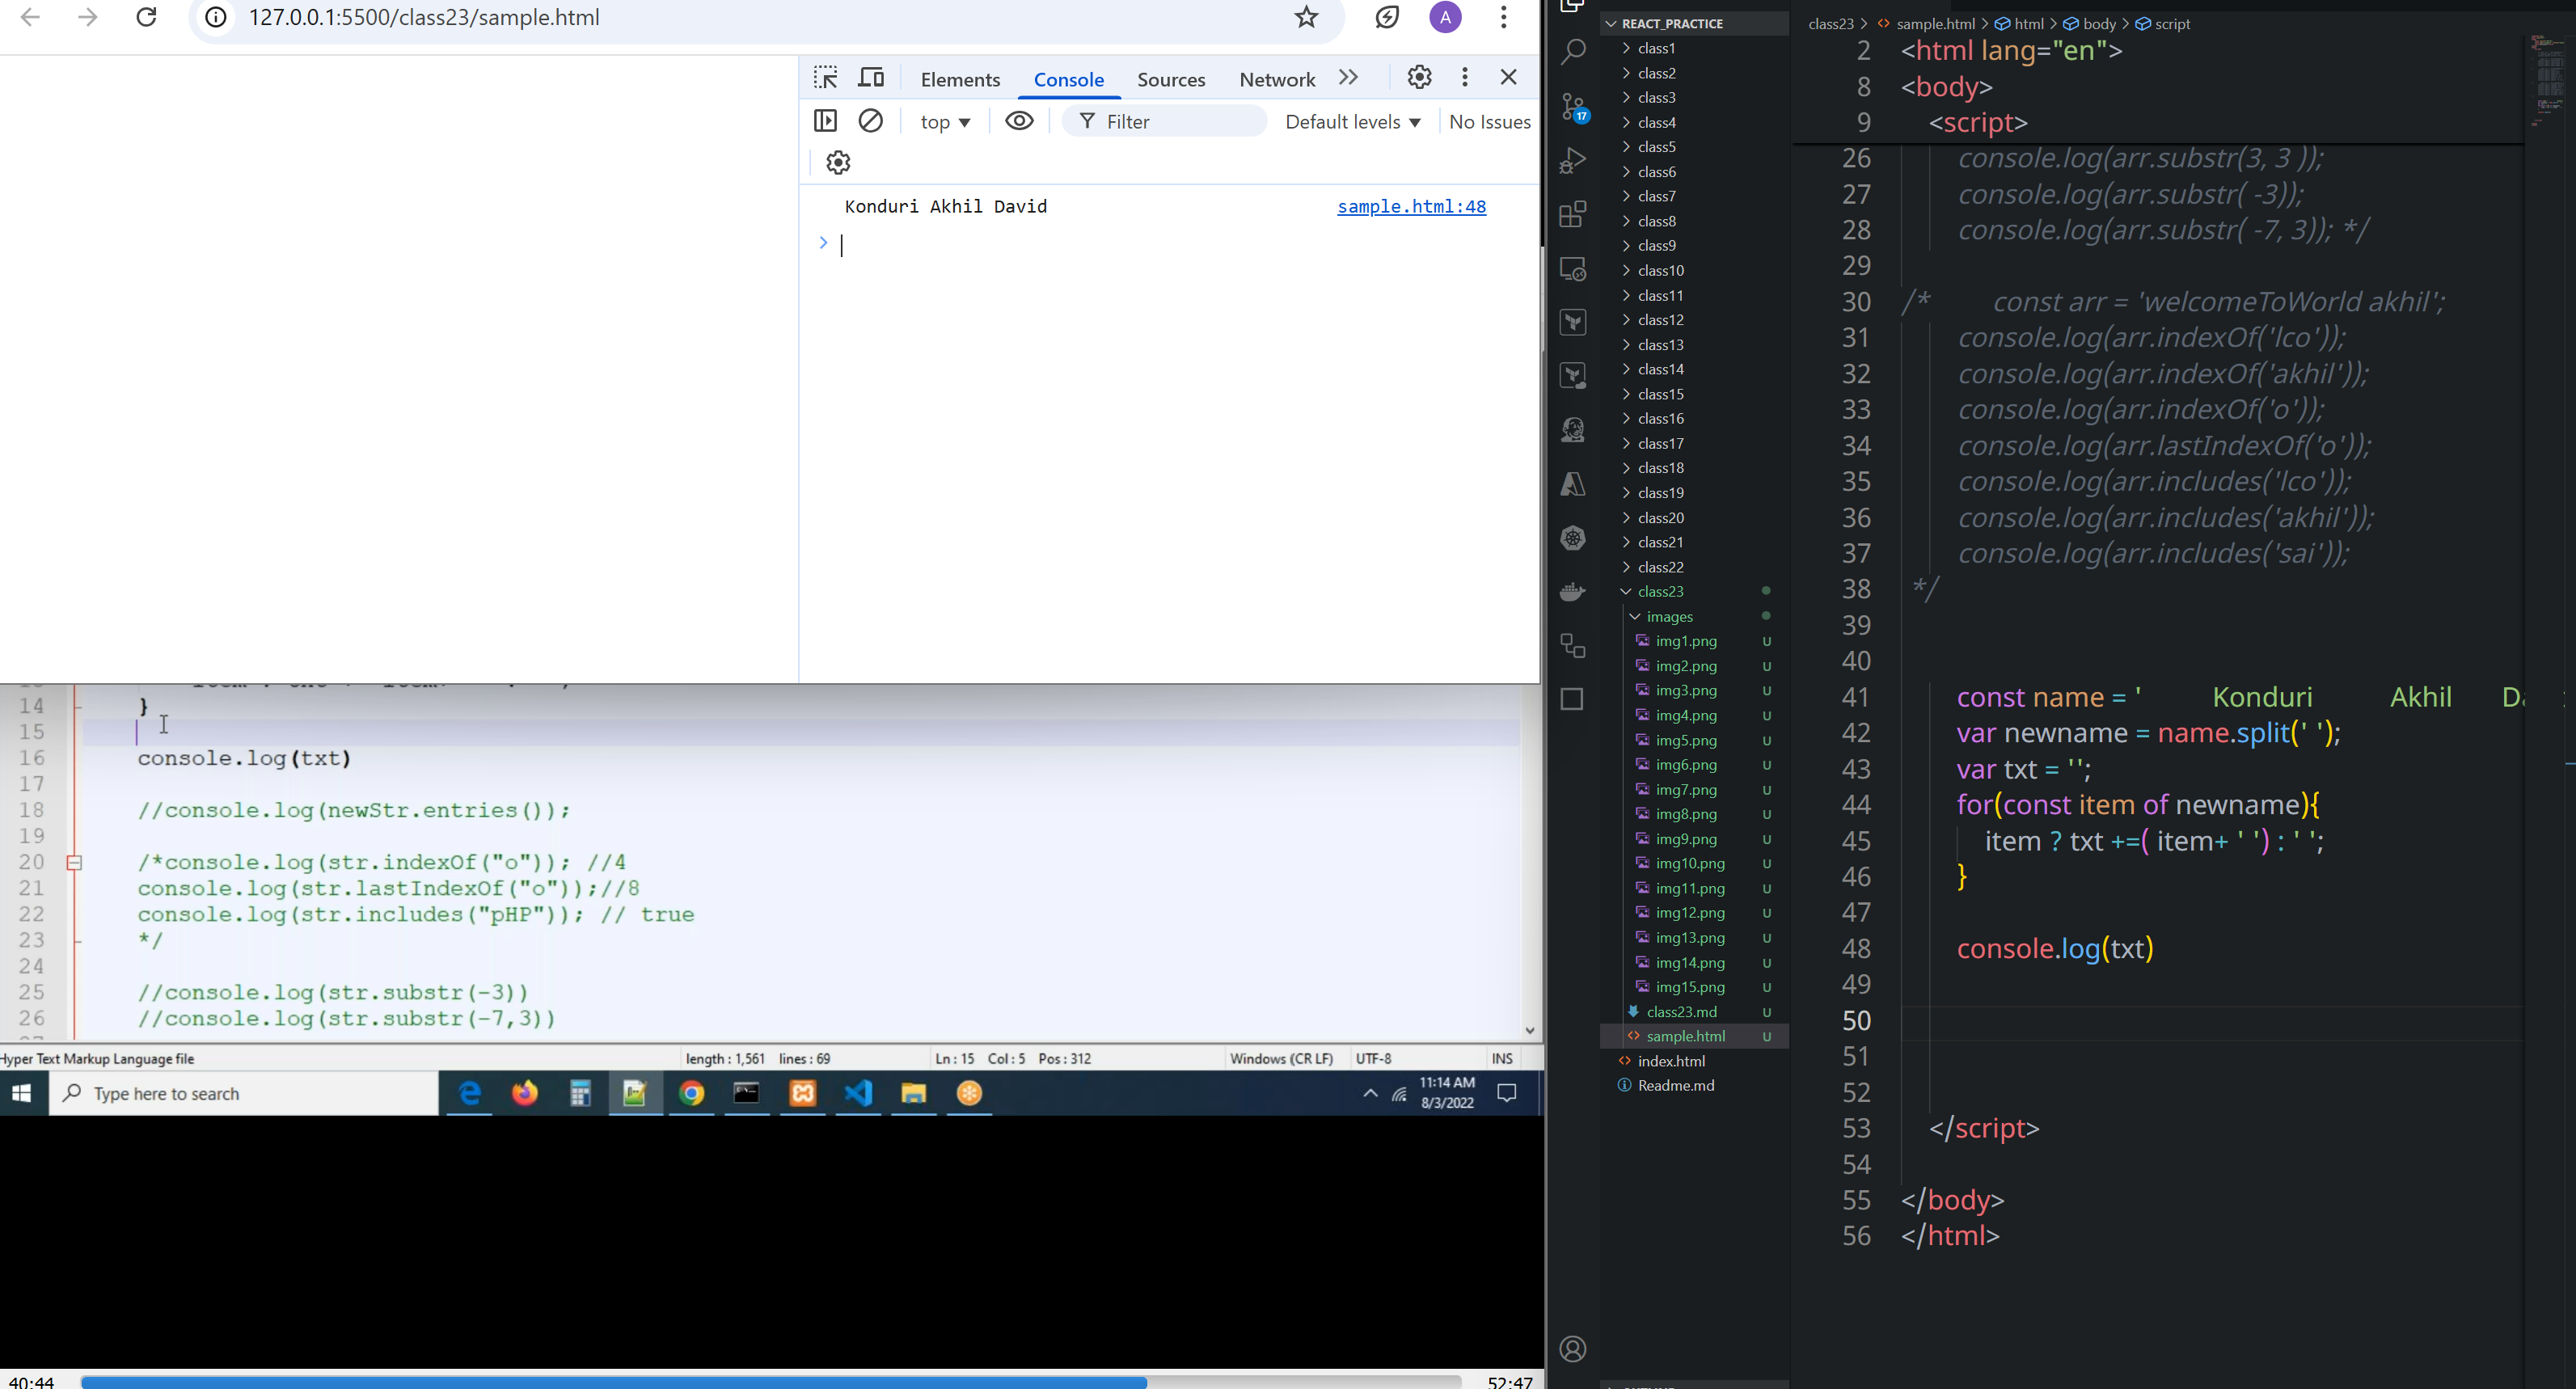 127.0.0.1:5500/class23/sample.html
A
Elements Console Sources Network
top Filter Default levels No Issues
Konduri Akhil David sample.html:48
14 }
15
16 console.log(txt)
17
18 //console.log(newStr.entries());
19
20 /*console.log(str.indexOf("o")); //4
21 console.log(str.lastIndexOf("o"));//8
22 console.log(str.includes("pHP")); // true
23 */
24
25 //console.log(str.substr(-3))
26 //console.log(str.substr(-7,3))
Hyper Text Markup Language file length : 1,561 lines : 69 Ln : 15 Col : 5 Pos : 312 Windows (CR LF) UTF-8 INS
Type here to search
11:14 AM
8/3/2022
40:44 52:47
17
REACT_PRACTICE
class1
class2
class3
class4
class5
class6
class7
class8
class9
class10
class11
class12
class13
class14
class15
class16
class17
class18
class19
class20
class21
class22
class23
images
img1.png U
img2.png U
img3.png U
img4.png U
img5.png U
img6.png U
img7.png U
img8.png U
img9.png U
img10.png U
img11.png U
img12.png U
img13.png U
img14.png U
img15.png U
class23.md U
sample.html U
index.html
Readme.md
class23 > sample.html > html > body > script
2 <html lang="en">
8 <body>
9 <script>
26 console.log(arr.substr(3, 3 ));
27 console.log(arr.substr( -3));
28 console.log(arr.substr( -7, 3)); */
29
30 /* const arr = 'welcomeToWorld akhil';
31 console.log(arr.indexOf('lco'));
32 console.log(arr.indexOf('akhil'));
33 console.log(arr.indexOf('o'));
34 console.log(arr.lastIndexOf('o'));
35 console.log(arr.includes('lco'));
36 console.log(arr.includes('akhil'));
37 console.log(arr.includes('sai'));
38 */
39
40
41 const name = ' Konduri Akhil
42 var newname = name.split(' ');
43 var txt = '';
44 for(const item of newname){
45 item ? txt +=( item+ ' ') : ' ';
46 }
47
48 console.log(txt)
49
50
51
52
53 </script>
54
55 </body>
56 </html>